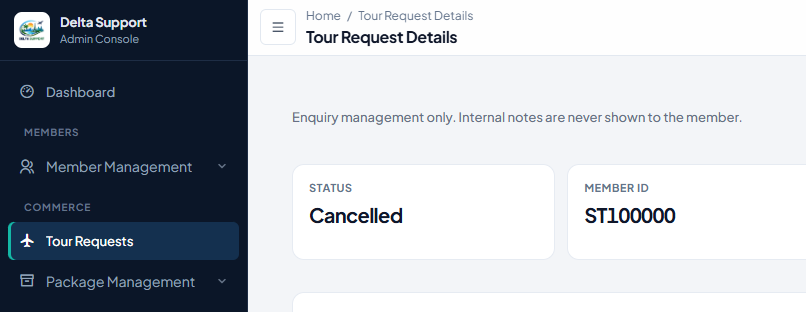 Delta Support
Admin Console
Dashboard
MEMBERS
Member Management
COMMERCE
Tour Requests
Package Management
Home / Tour Request Details
Tour Request Details
Enquiry management only. Internal notes are never shown to the member.
STATUS
Cancelled
MEMBER ID
ST100000